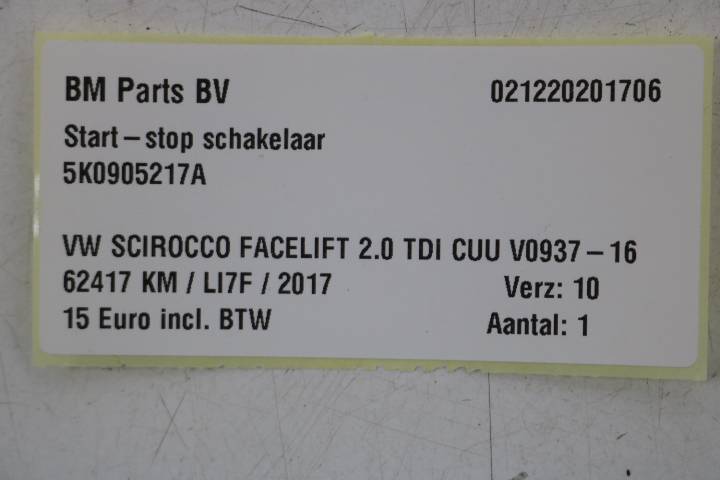 BM Parts BV 021220201706
Start-stop schakelaar
5K0905217A
VW SCIROCCO FACELIFT 2.0 TDI CUU V0937-16
62417 KM / LI7F / 2017 Verz: 10
15 Euro incl. BTW Aantal: 1